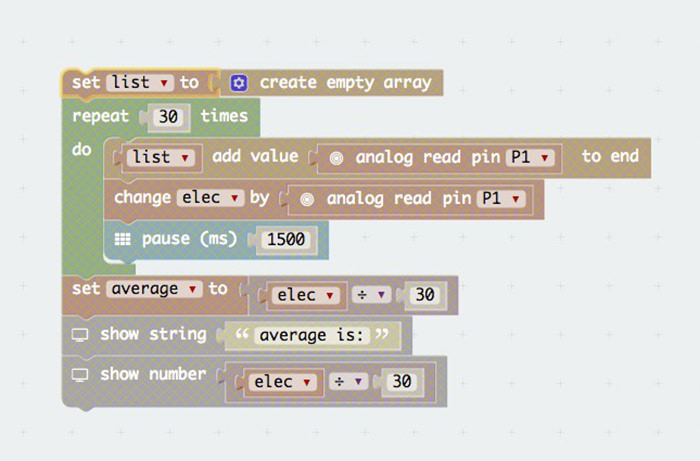 set list ▾ to create empty array
repeat 30 times
do list ▾ add value analog read pin P1 ▾ to end
change elec ▾ by analog read pin P1 ▾
pause (ms) 1500
set average ▾ to elec ▾ ÷ ▾ 30
show string “ average is: ”
show number elec ▾ ÷ ▾ 30